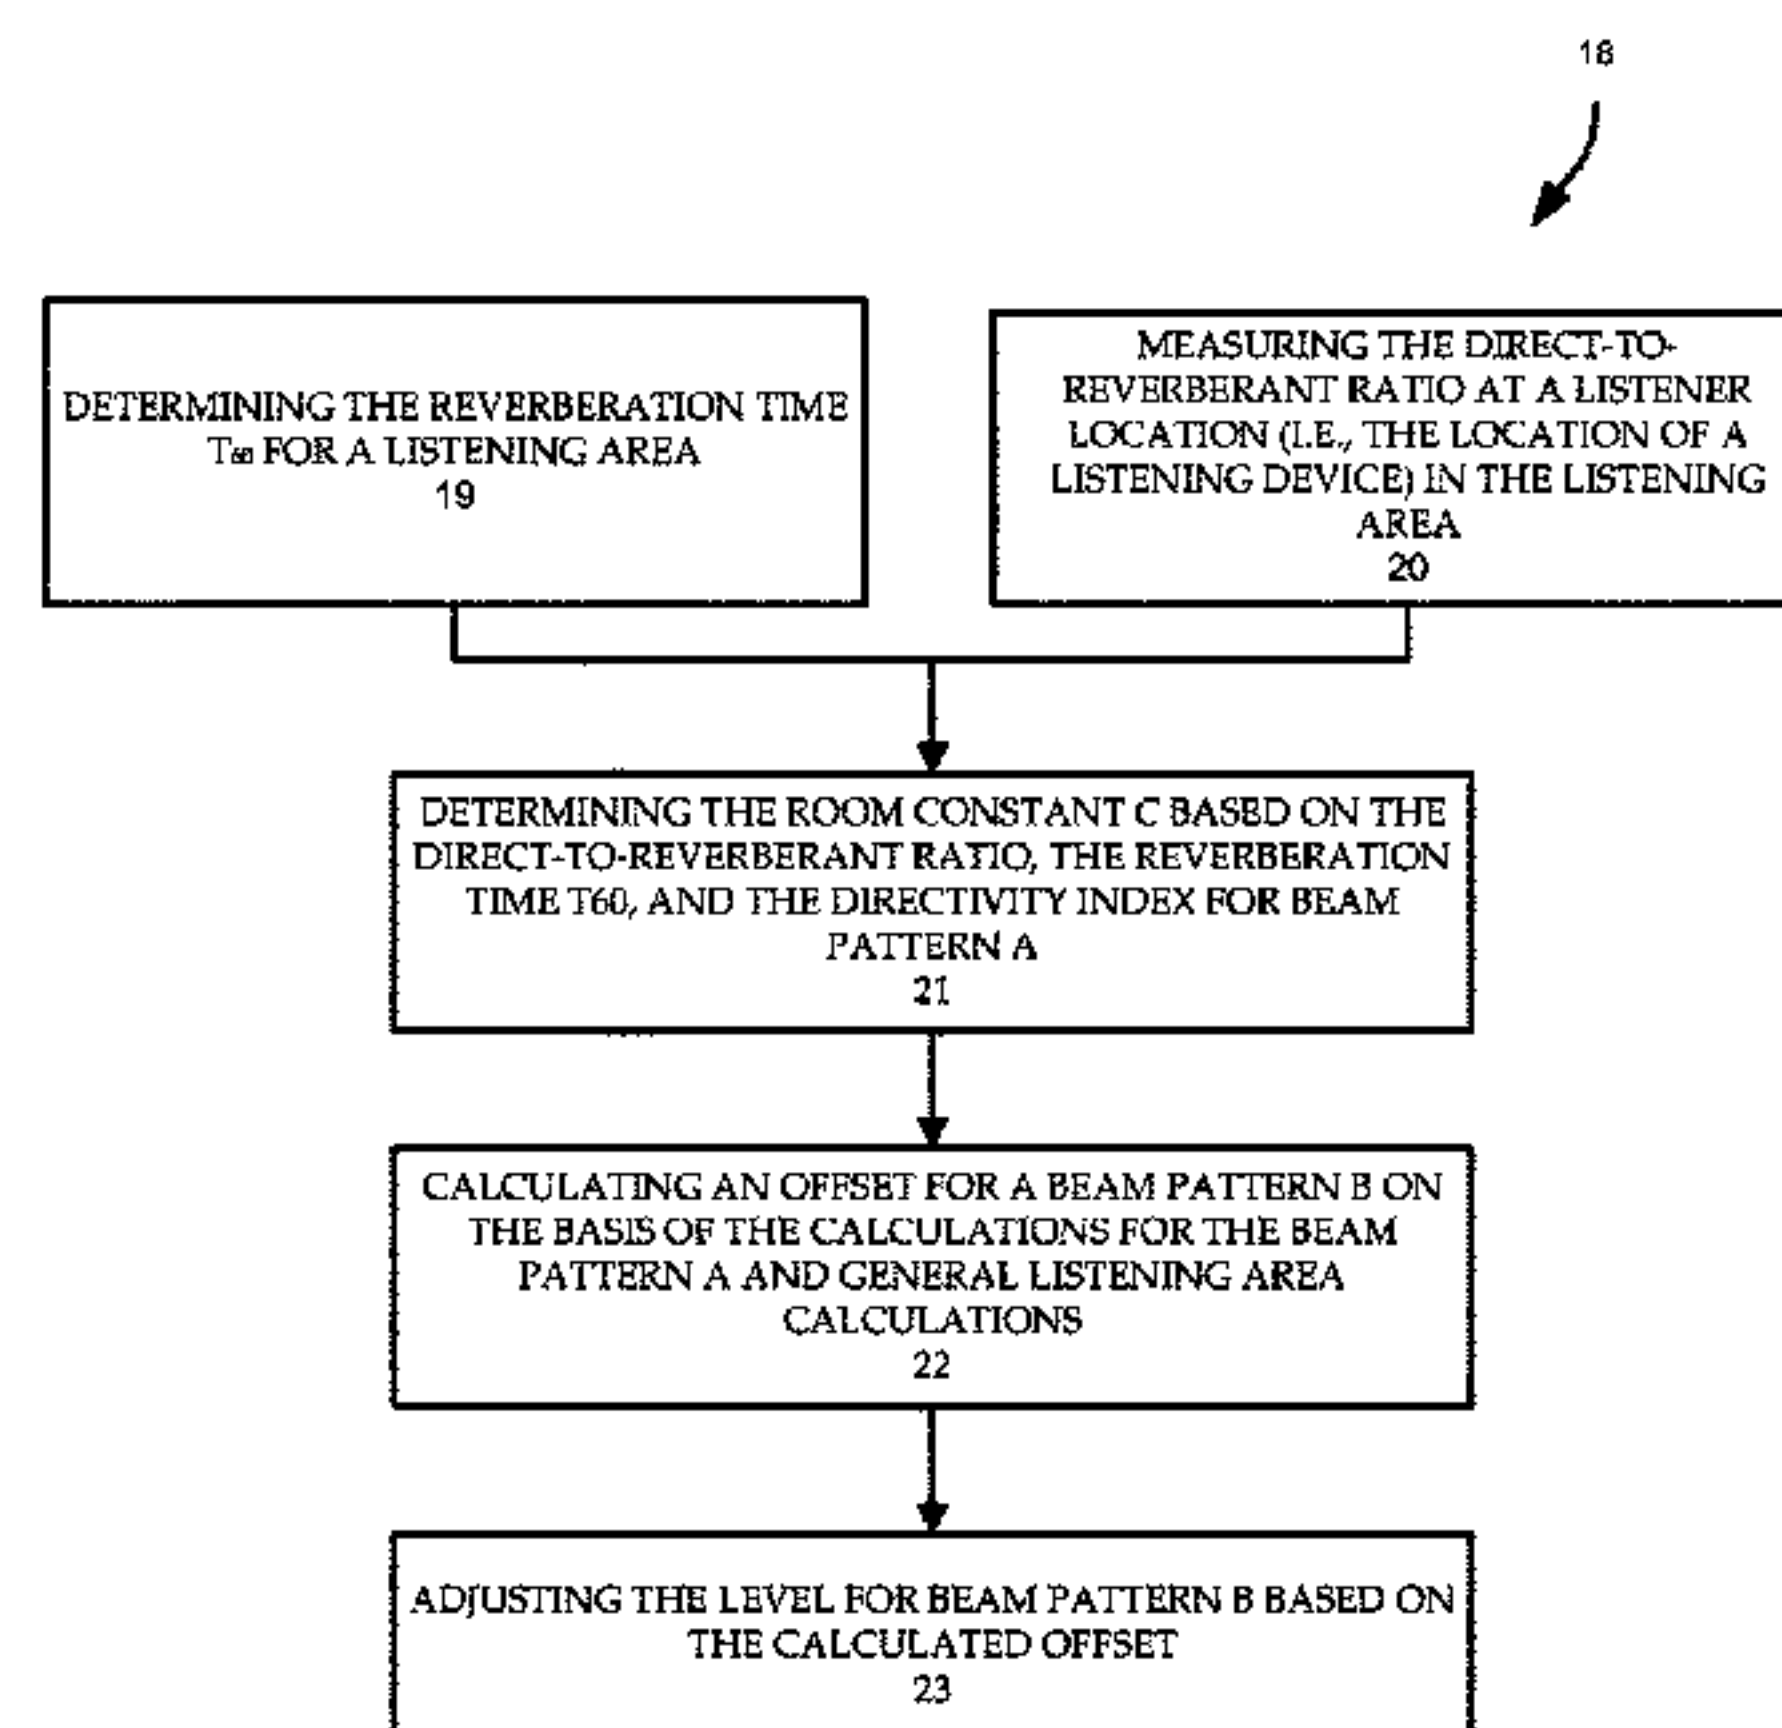 18
DETERMINING THE REVERBERATION TIME
T60 FOR A LISTENING AREA
19
MEASURING THE DIRECT-TO-
REVERBERANT RATIO AT A LISTENER
LOCATION (I.E., THE LOCATION OF A
LISTENING DEVICE) IN THE LISTENING
AREA
20
DETERMINING THE ROOM CONSTANT C BASED ON THE
DIRECT-TO-REVERBERANT RATIO, THE REVERBERATION
TIME T60, AND THE DIRECTIVITY INDEX FOR BEAM
PATTERN A
21
CALCULATING AN OFFSET FOR A BEAM PATTERN B ON
THE BASIS OF THE CALCULATIONS FOR THE BEAM
PATTERN A AND GENERAL LISTENING AREA
CALCULATIONS
22
ADJUSTING THE LEVEL FOR BEAM PATTERN B BASED ON
THE CALCULATED OFFSET
23